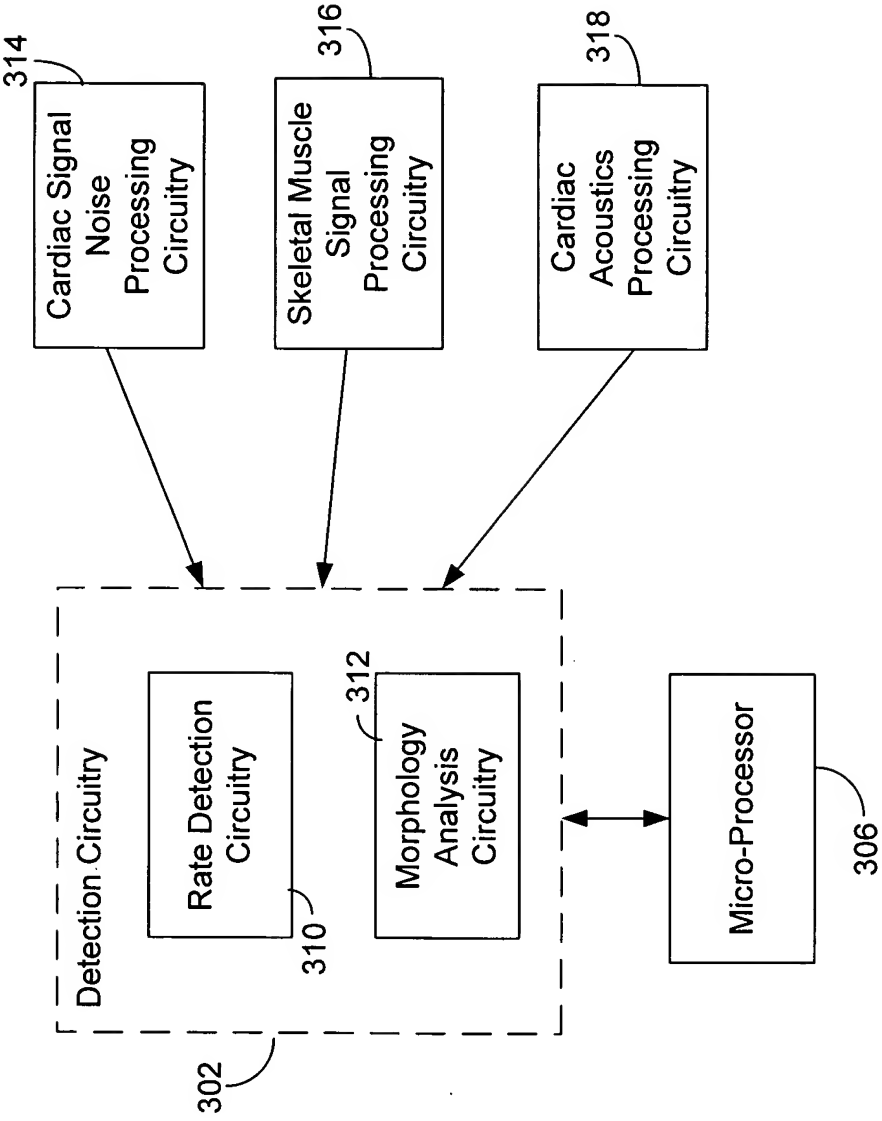 314
Cardiac Signal
Noise
Processing
Circuitry
316
Skeletal Muscle
Signal
Processing
Circuitry
318
Cardiac
Acoustics
Processing
Circuitry
302
Detection Circuitry
Rate Detection
Circuitry
310
312
Morphology
Analysis
Circuitry
Micro-Processor
306